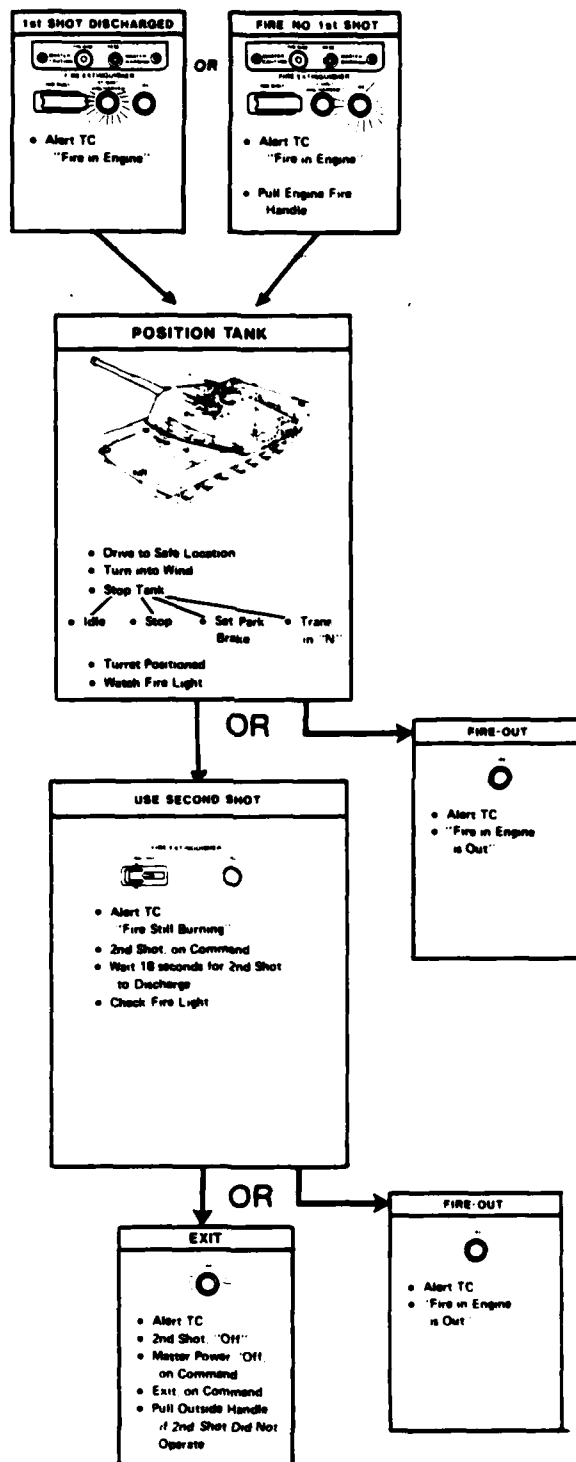 1st SHOT DISCHARGED
FIRE EXTINGUISHER
• Alert TC
"Fire in Engine"
OR
FIRE NO 1st SHOT
FIRE EXTINGUISHER
• Alert TC
"Fire in Engine"
• Pull Engine Fire
Handle
POSITION TANK
• Drive to Safe Location
• Turn into Wind
• Stop Tank
• Idle
• Stop
• Set Park
Brake
• Trans
in "N"
• Turret Positioned
• Watch Fire Light
OR
FIRE-OUT
• Alert TC
• "Fire in Engine
is Out"
USE SECOND SHOT
FIRE EXTINGUISHER
• Alert TC
"Fire Still Burning"
• 2nd Shot, on Command
• Wait 18 seconds for 2nd Shot
to Discharge
• Check Fire Light
OR
FIRE-OUT
• Alert TC
• "Fire in Engine
is Out"
EXIT
• Alert TC
• 2nd Shot, "Off"
• Master Power "Off,
on Command
• Exit, on Command
• Pull Outside Handle
if 2nd Shot Did Not
Operate